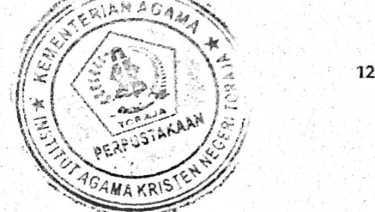 KEMENTERIAN AGAMA
12
TORAJA
PERPUSTAKAAN
INSTITUT AGAMA KRISTEN NEGERI TORAJA